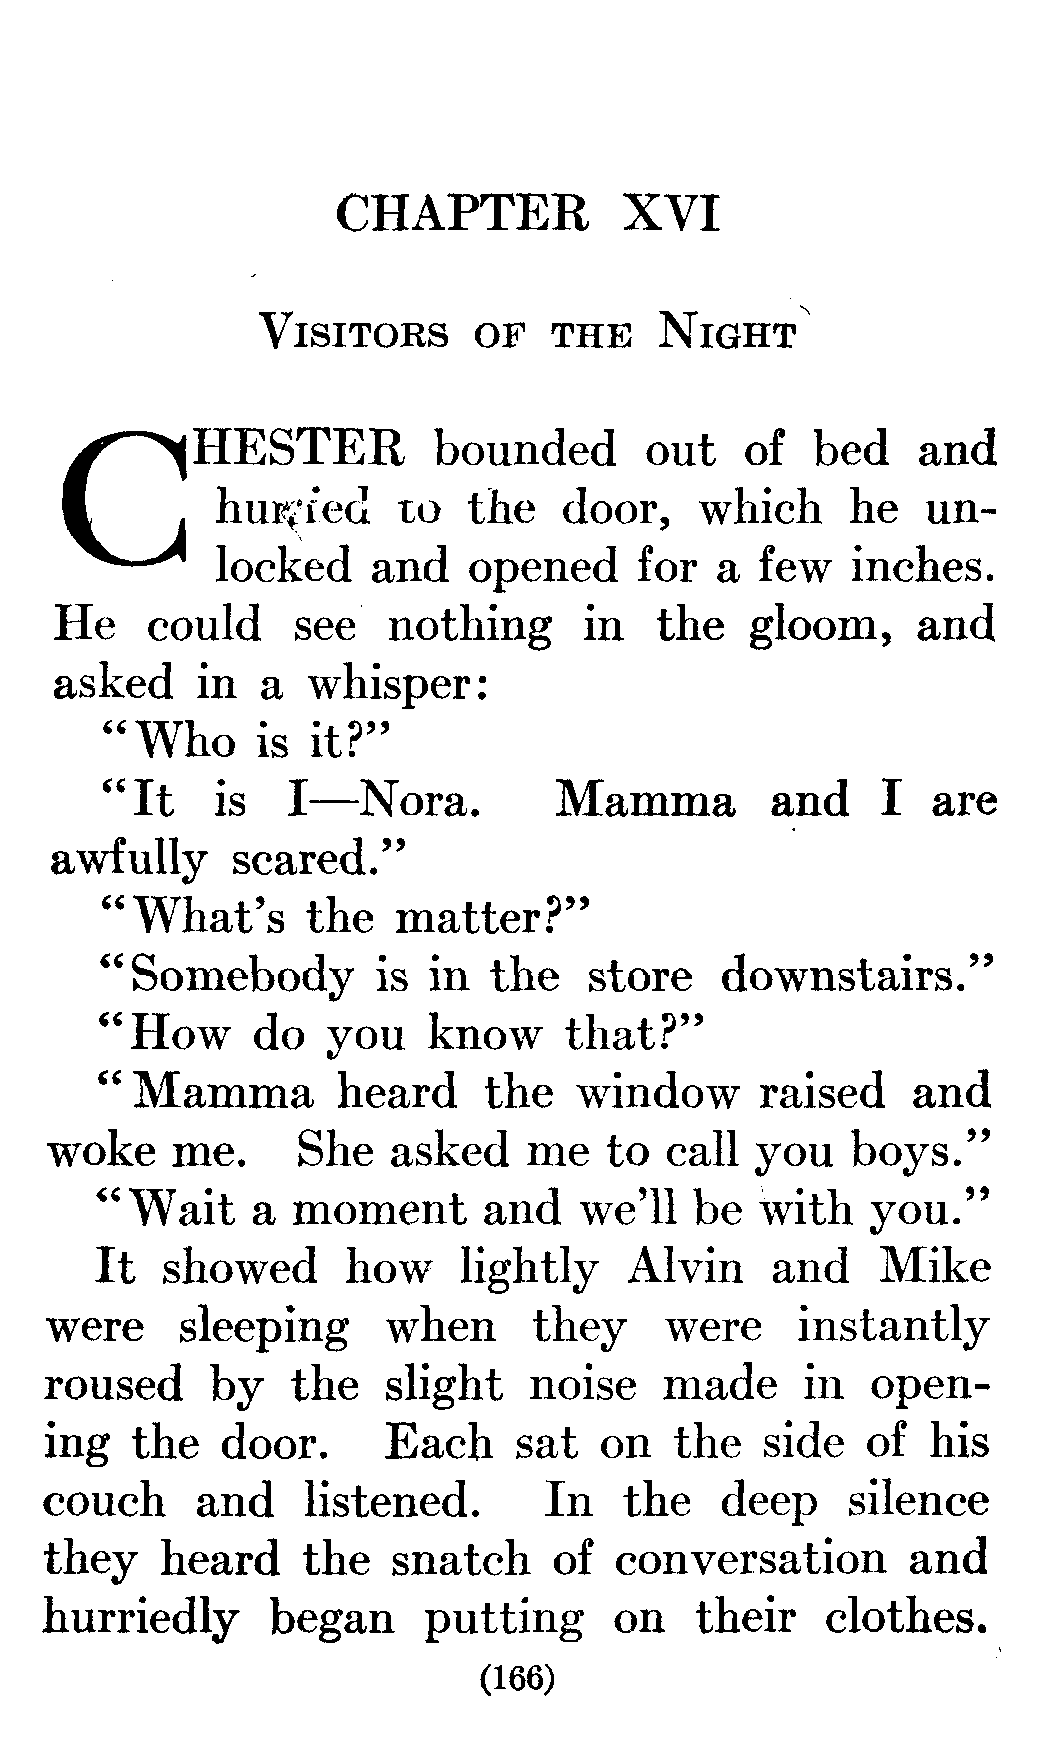 CHAPTER XVI
Visitors of the Night
CHESTER bounded out of bed and
hurried to the door, which he un-
locked and opened for a few inches.
He could see nothing in the gloom, and
asked in a whisper:
"Who is it?"
"It is I—Nora. Mamma and I are
awfully scared."
"What's the matter?"
"Somebody is in the store downstairs."
"How do you know that?"
"Mamma heard the window raised and
woke me. She asked me to call you boys."
"Wait a moment and we'll be with you."
It showed how lightly Alvin and Mike
were sleeping when they were instantly
roused by the slight noise made in open-
ing the door. Each sat on the side of his
couch and listened. In the deep silence
they heard the snatch of conversation and
hurriedly began putting on their clothes.
(166)